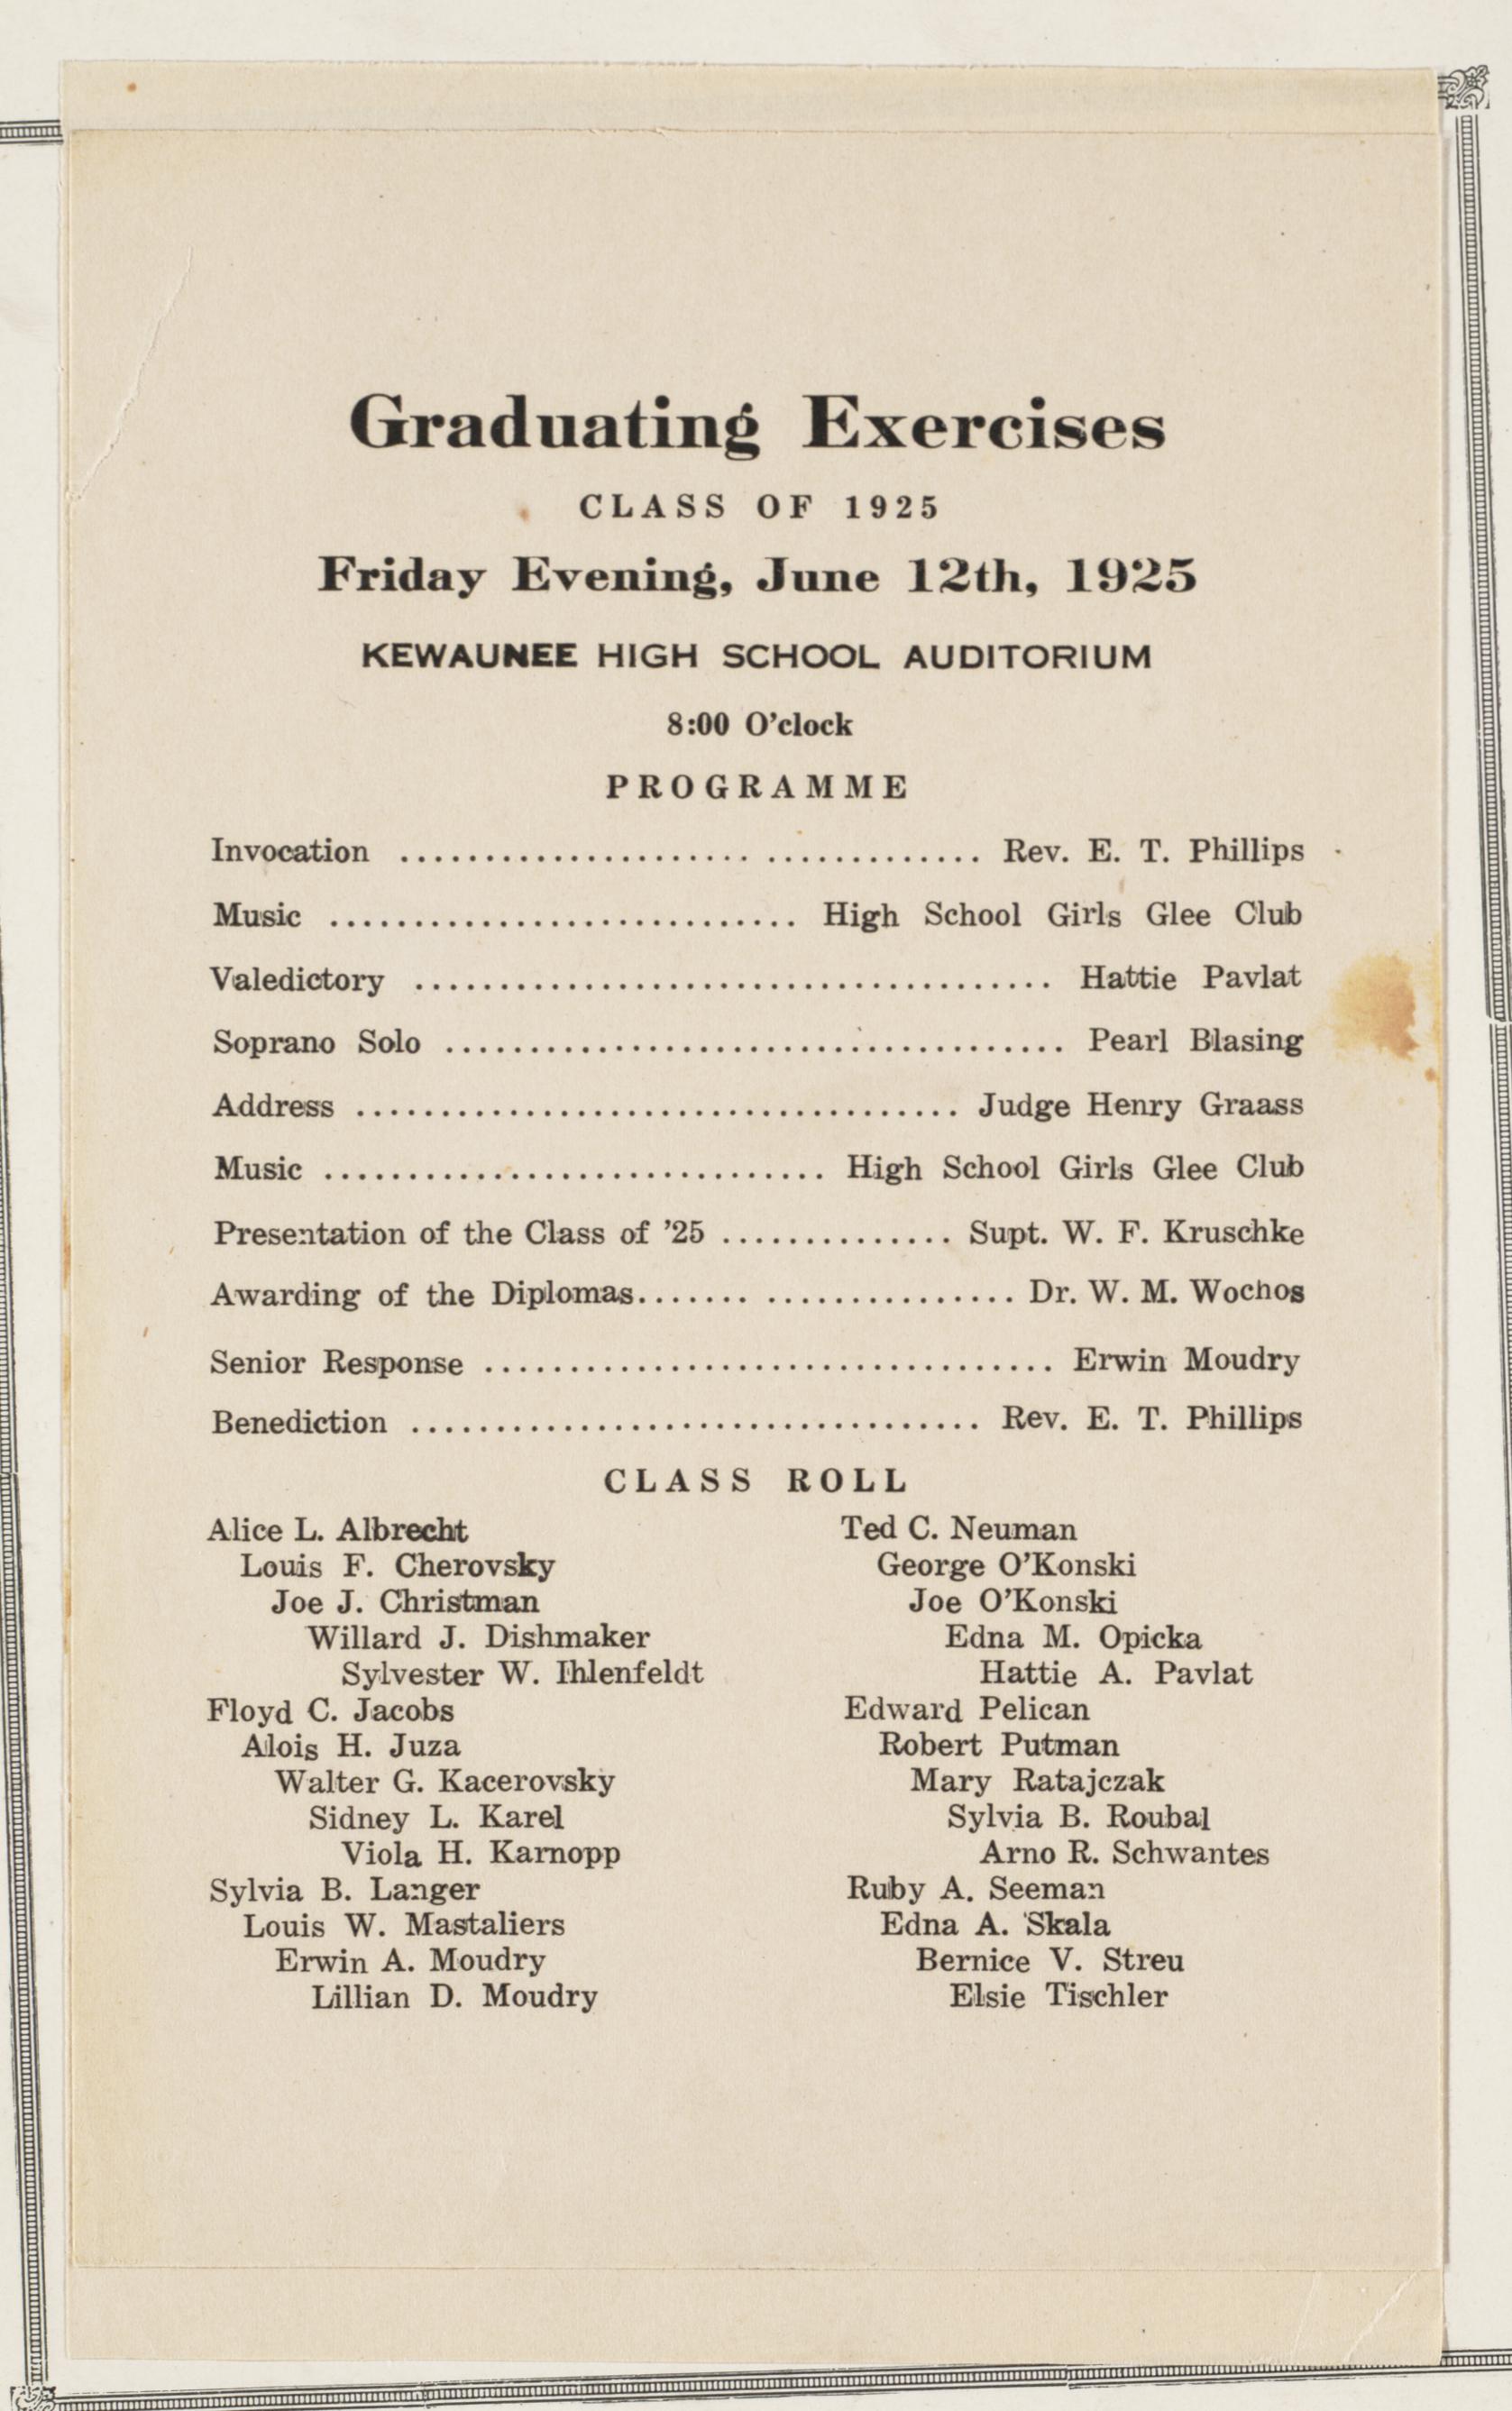 Graduating Exercises
CLASS OF 1925
Friday Evening, June 12th, 1925
KEWAUNEE HIGH SCHOOL AUDITORIUM
8:00 O'clock
PROGRAMME
Invocation ...................... .............. Rev. E. T. Phillips
Music ............................ High School Girls Glee Club
Valedictory ...................................... Hattie Pavlat
Soprano Solo ..................................... Pearl Blasing
Address .................................... Judge Henry Graass
Music .............................. High School Girls Glee Club
Presentation of the Class of '25 .............. Supt. W. F. Kruschke
Awarding of the Diplomas....... ............... Dr. W. M. Wochos
Senior Response .................................. Erwin Moudry
Benediction .................................. Rev. E. T. Phillips
CLASS ROLL
Alice L. Albrecht
Louis F. Cherovsky
Joe J. Christman
Willard J. Dishmaker
Sylvester W. Ihlenfeldt
Floyd C. Jacobs
Alois H. Juza
Walter G. Kacerovsky
Sidney L. Karel
Viola H. Karnopp
Sylvia B. Langer
Louis W. Mastaliers
Erwin A. Moudry
Lillian D. Moudry
Ted C. Neuman
George O'Konski
Joe O'Konski
Edna M. Opicka
Hattie A. Pavlat
Edward Pelican
Robert Putman
Mary Ratajczak
Sylvia B. Roubal
Arno R. Schwantes
Ruby A. Seeman
Edna A. Skala
Bernice V. Streu
Elsie Tischler